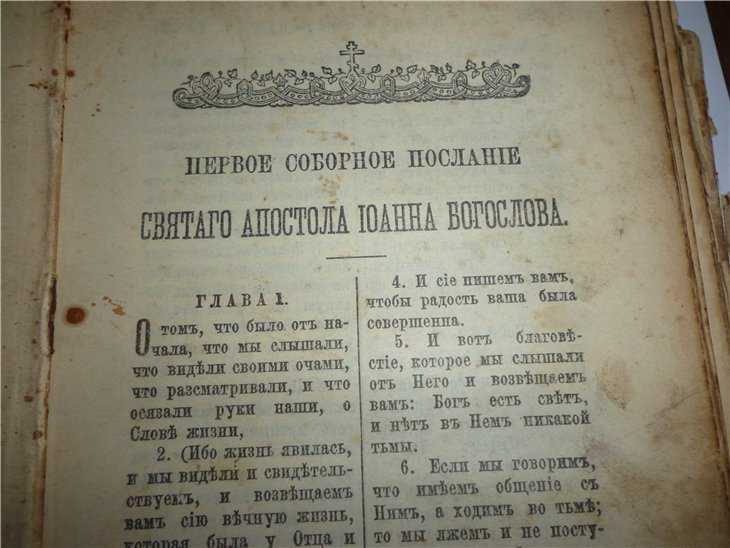 ПЕРВОЕ СОБОРНОЕ ПОСЛАНІЕ
СВЯТАГО АПОСТОЛА ІОАННА БОГОСЛОВА.
ГЛАВА I.
О томъ, что было отъ на-
чала, что мы слышали,
что видѣли своими очами,
что разсматривали, и что
осязали руки наши, о
Словѣ жизни,
2. (Ибо жизнь явилась,
и мы видѣли и свидѣтель-
ствуемъ, и возвѣщаемъ
вамъ сію вѣчную жизнь,
которая была у Отца и
4. И сіе пишемъ вамъ,
чтобы радость ваша была
совершенна.
5. И вотъ благовѣ-
стіе, которое мы слышали
отъ Него и возвѣщаемъ
вамъ: Богъ есть свѣтъ,
и нѣтъ въ Немъ никакой
тьмы.
6. Если мы говоримъ,
что имѣемъ общеніе съ
Нимъ, а ходимъ во тьмѣ;
то мы лжемъ и не посту-